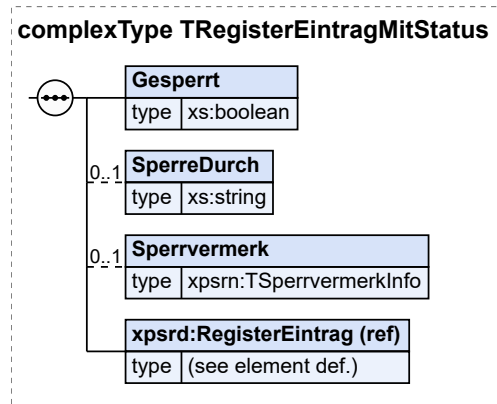 complexType TRegisterEintragMitStatus
Gesperrt
type xs:boolean
0..1
SperreDurch
type xs:string
0..1
Sperrvermerk
type xpsrn:TSperrvermerkInfo
xpsrd:RegisterEintrag (ref)
type (see element def.)